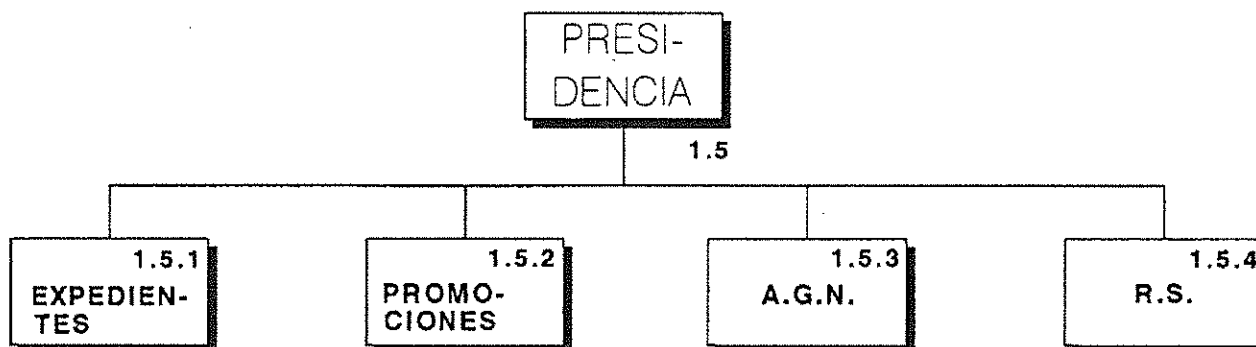 PRESI-
DENCIA
1.5
1.5.1
EXPEDIEN-
TES
1.5.2
PROMO-
CIONES
1.5.3
A.G.N.
1.5.4
R.S.